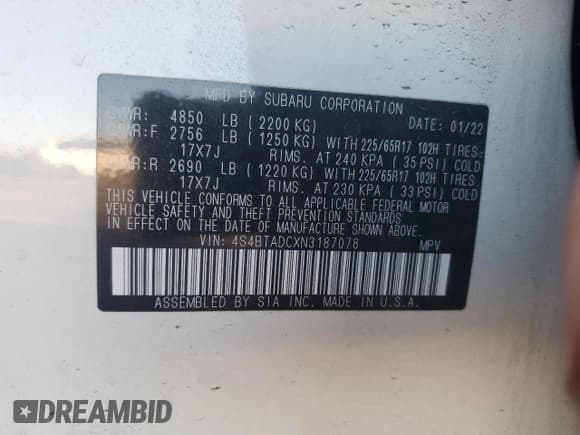 MFD BY SUBARU CORPORATION
GVWR: 4850 LB (2200 KG) DATE: 01/22
GAWR:F 2756 LB (1250 KG) WITH 225/65R17 102H TIRES.
17X7J RIMS. AT 240 KPA (35 PSI) COLD
GAWR:R 2690 LB (1220 KG) WITH 225/65R17 102H TIRES.
17X7J RIMS. AT 230 KPA (33 PSI) COLD
THIS VEHICLE CONFORMS TO ALL APPLICABLE FEDERAL MOTOR
VEHICLE SAFETY AND THEFT PREVENTION STANDARDS
IN EFFECT ON THE DATE OF MANUFACTURE SHOWN ABOVE.
VIN: 4S4BTADCXN3187078 MPV
ASSEMBLED BY SIA INC. MADE IN U.S.A.
DREAMBID